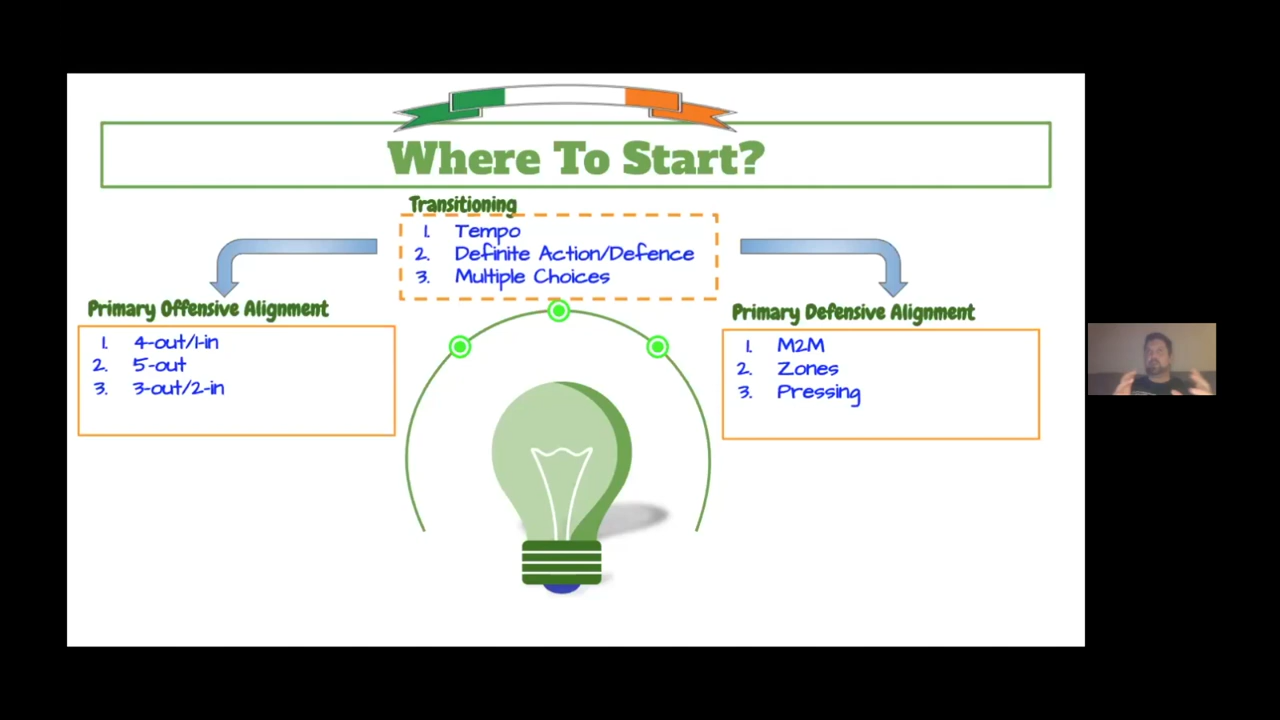 Where To Start?
Transitioning
1. Tempo
2. Definite Action/Defence
3. Multiple Choices
Primary Offensive Alignment
1. 4-out/1-in
2. 5-out
3. 3-out/2-in
Primary Defensive Alignment
1. M2M
2. Zones
3. Pressing